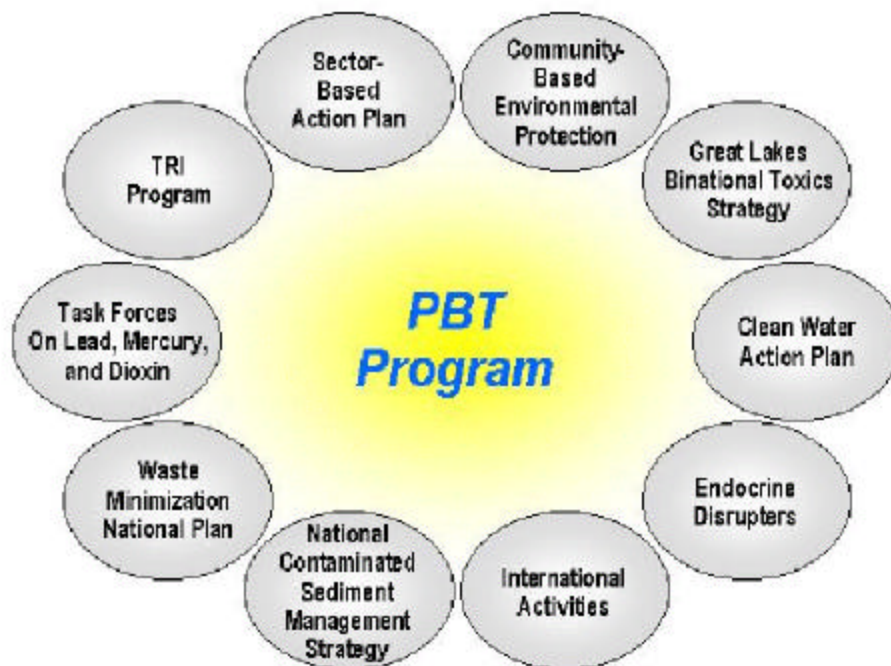 Sector-
Based
Action Plan
Community-
Based
Environmental
Protection
Great Lakes
Binational Toxics
Strategy
Clean Water
Action Plan
Endocrine
Disrupters
International
Activities
National
Contaminated
Sediment
Management
Strategy
Waste
Minimization
National Plan
Task Forces
On Lead, Mercury,
and Dioxin
TRI
Program
PBT
Program